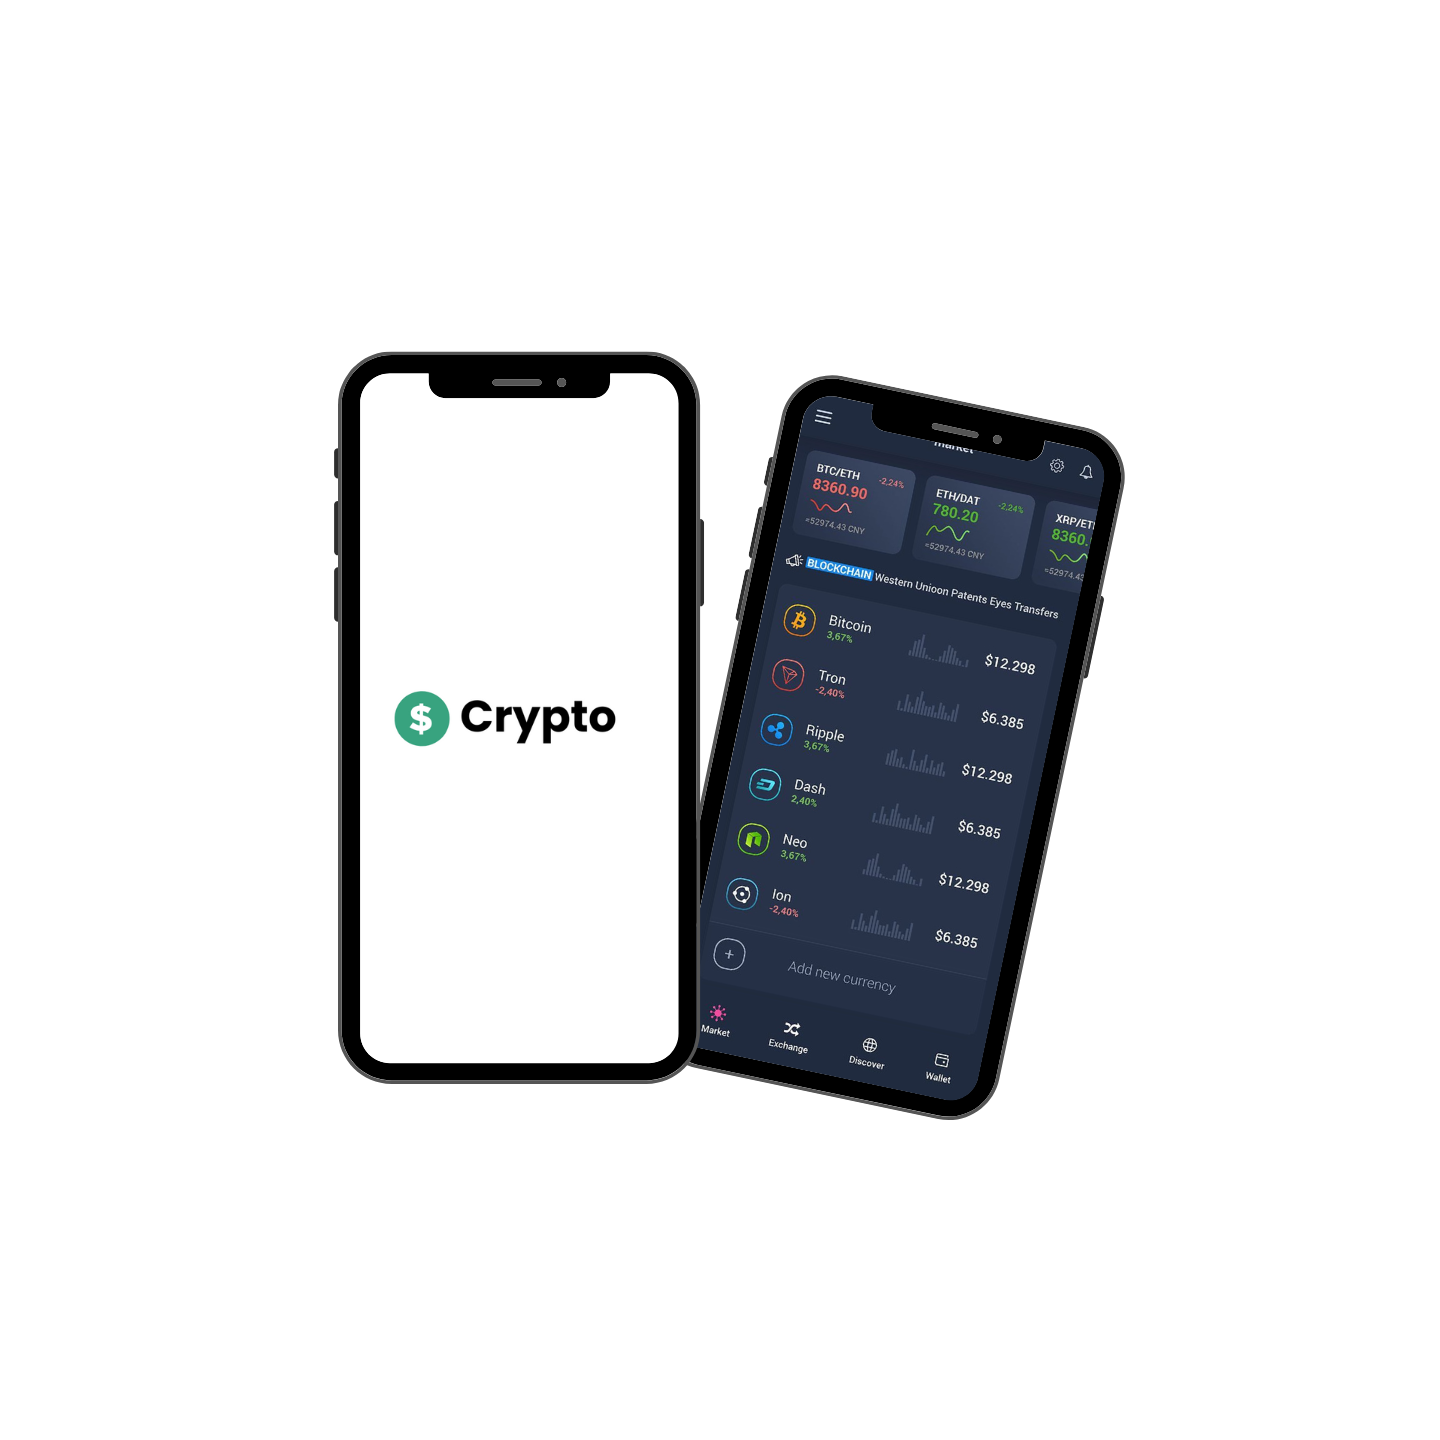 $ Crypto
market
BTC/ETH -2,24%
8360.90
≈52974.43 CNY
ETH/DAT -2,24%
780.20
≈52974.43 CNY
XRP/ET
8360.
≈52974.43
BLOCKCHAIN Western Unioon Patents Eyes Transfers
Bitcoin
3,67%
$12.298
Tron
-2,40%
$6.385
Ripple
3,67%
$12.298
Dash
2,40%
$6.385
Neo
3,67%
$12.298
Ion
-2,40%
$6.385
+ Add new currency
Market
Exchange
Discover
Wallet